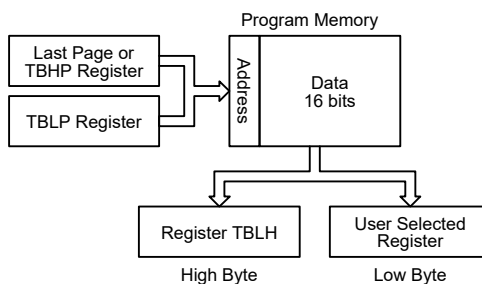 Program Memory
Last Page or
TBHP Register
TBLP Register
Address
Data
16 bits
Register TBLH
User Selected
Register
High Byte
Low Byte